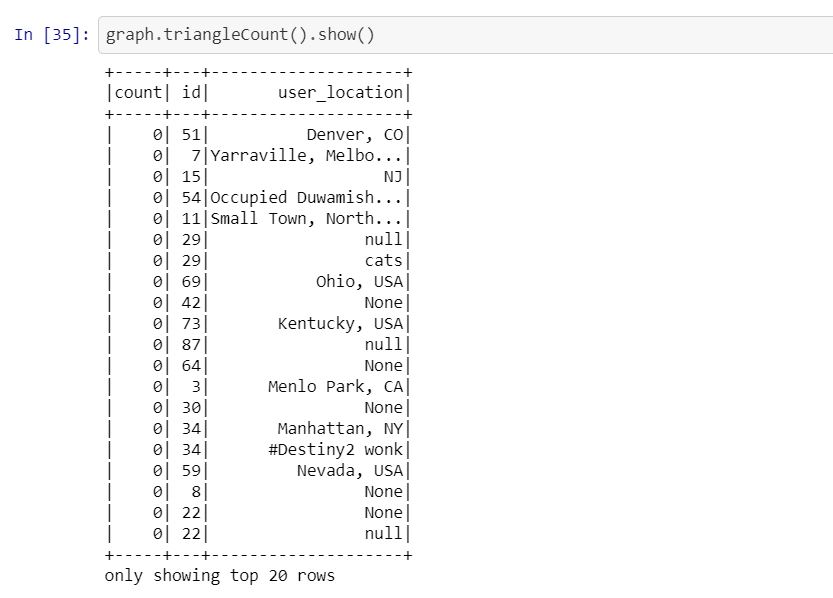 In [35]: graph.triangleCount().show()
+-----+---+--------------------+
|count| id|       user_location|
+-----+---+--------------------+
|    0| 51|          Denver, CO|
|    0|  7|Yarraville, Melbo...|
|    0| 15|                  NJ|
|    0| 54|Occupied Duwamish...|
|    0| 11|Small Town, North...|
|    0| 29|                null|
|    0| 29|                cats|
|    0| 69|           Ohio, USA|
|    0| 42|                None|
|    0| 73|       Kentucky, USA|
|    0| 87|                null|
|    0| 64|                None|
|    0|  3|      Menlo Park, CA|
|    0| 30|                None|
|    0| 34|       Manhattan, NY|
|    0| 34|      #Destiny2 wonk|
|    0| 59|         Nevada, USA|
|    0|  8|                None|
|    0| 22|                None|
|    0| 22|                null|
+-----+---+--------------------+
only showing top 20 rows